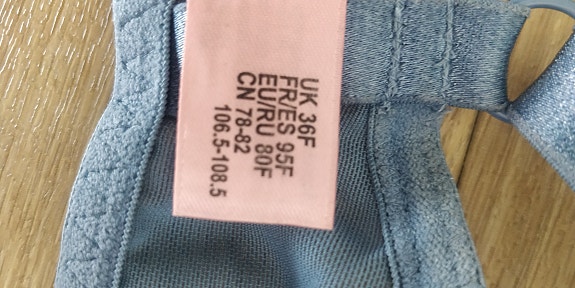 UK 36F
FR/ES 95F
EU/RU 80F
CN 78-82
106.5-108.5